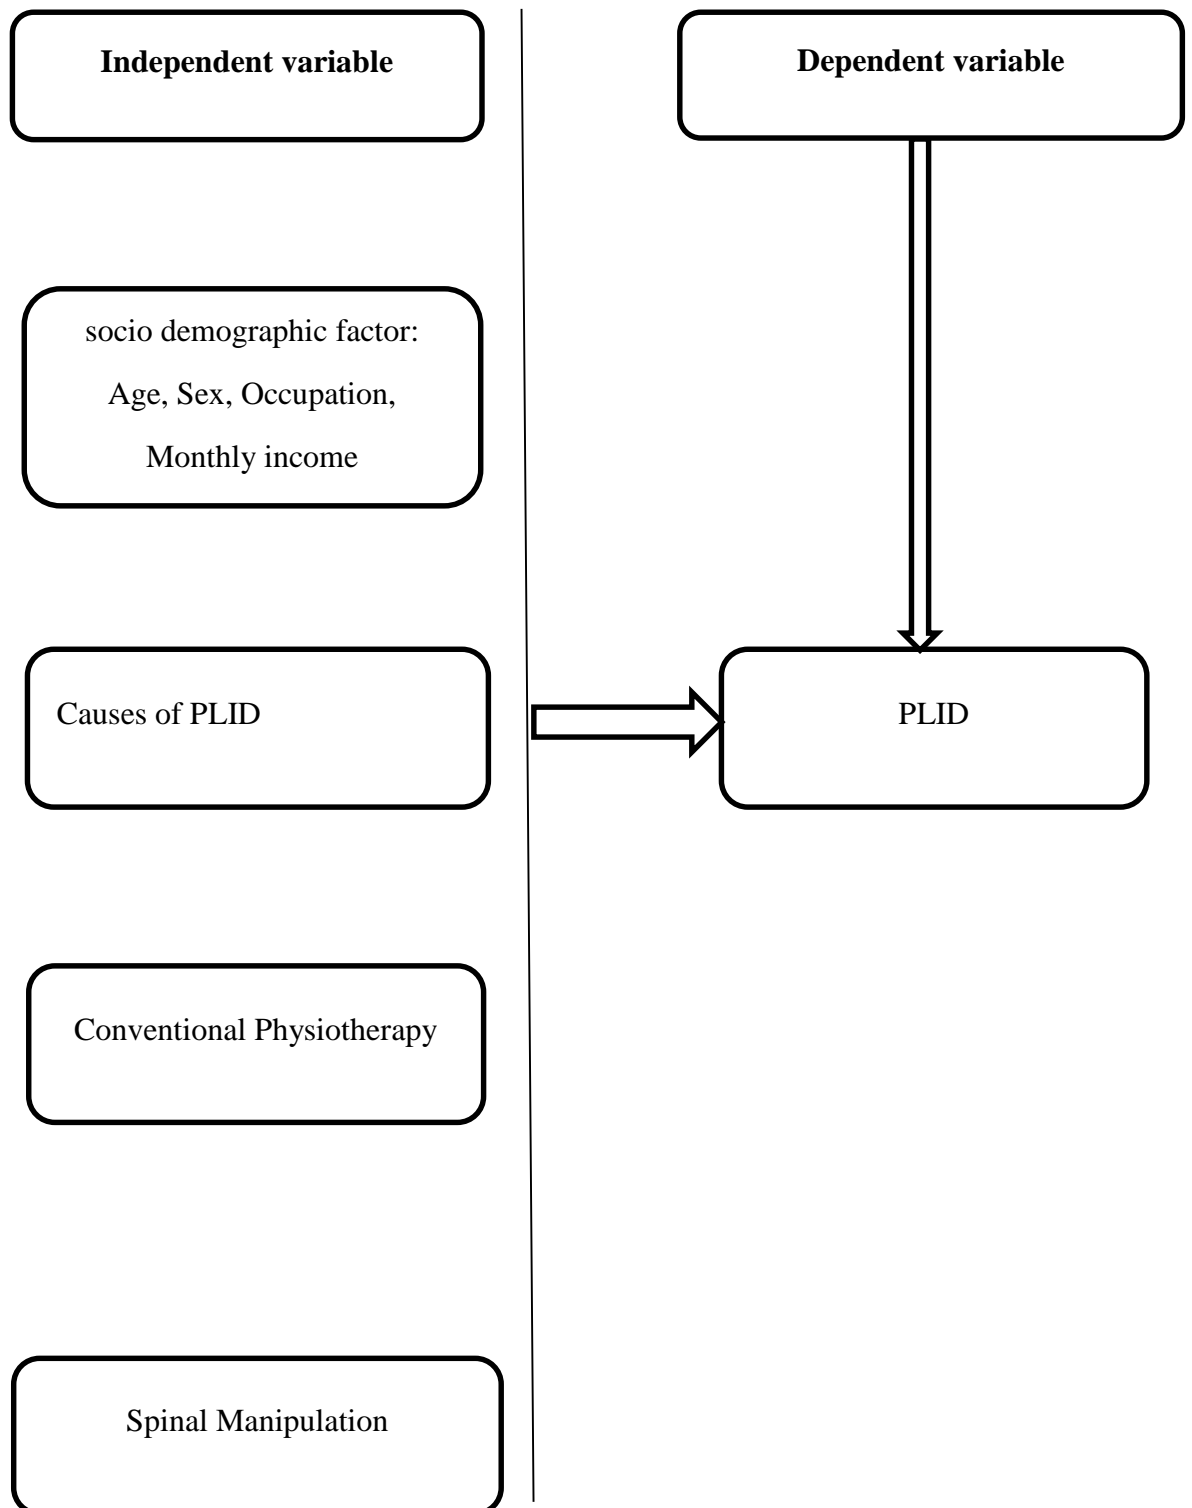 Independent variable
Dependent variable
socio demographic factor:
Age, Sex, Occupation,
Monthly income
Causes of PLID
PLID
Conventional Physiotherapy
Spinal Manipulation